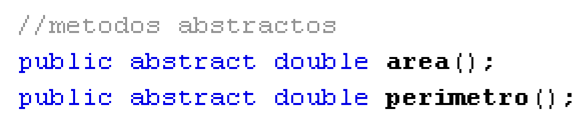 //metodos abstractos
public abstract double area();
public abstract double perimetro();